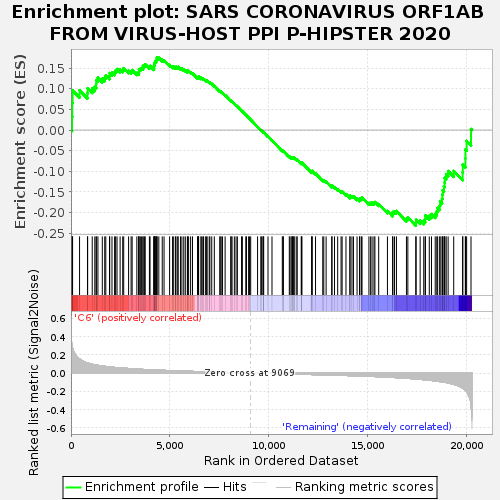 Enrichment plot: SARS CORONAVIRUS ORF1AB
FROM VIRUS-HOST PPI P-HIPSTER 2020
Enrichment score (ES)
0.15
0.10
0.05
0.00
-0.05
-0.10
-0.15
-0.20
-0.25
Ranked list metric (Signal2Noise)
'C6' (positively correlated)
0.6
0.4
0.2
0.0
-0.2
-0.4
-0.6
Zero cross at 9069
'Remaining' (negatively correlated)
0
5,000
10,000
15,000
20,000
Rank in Ordered Dataset
Enrichment profile
Hits
Ranking metric scores